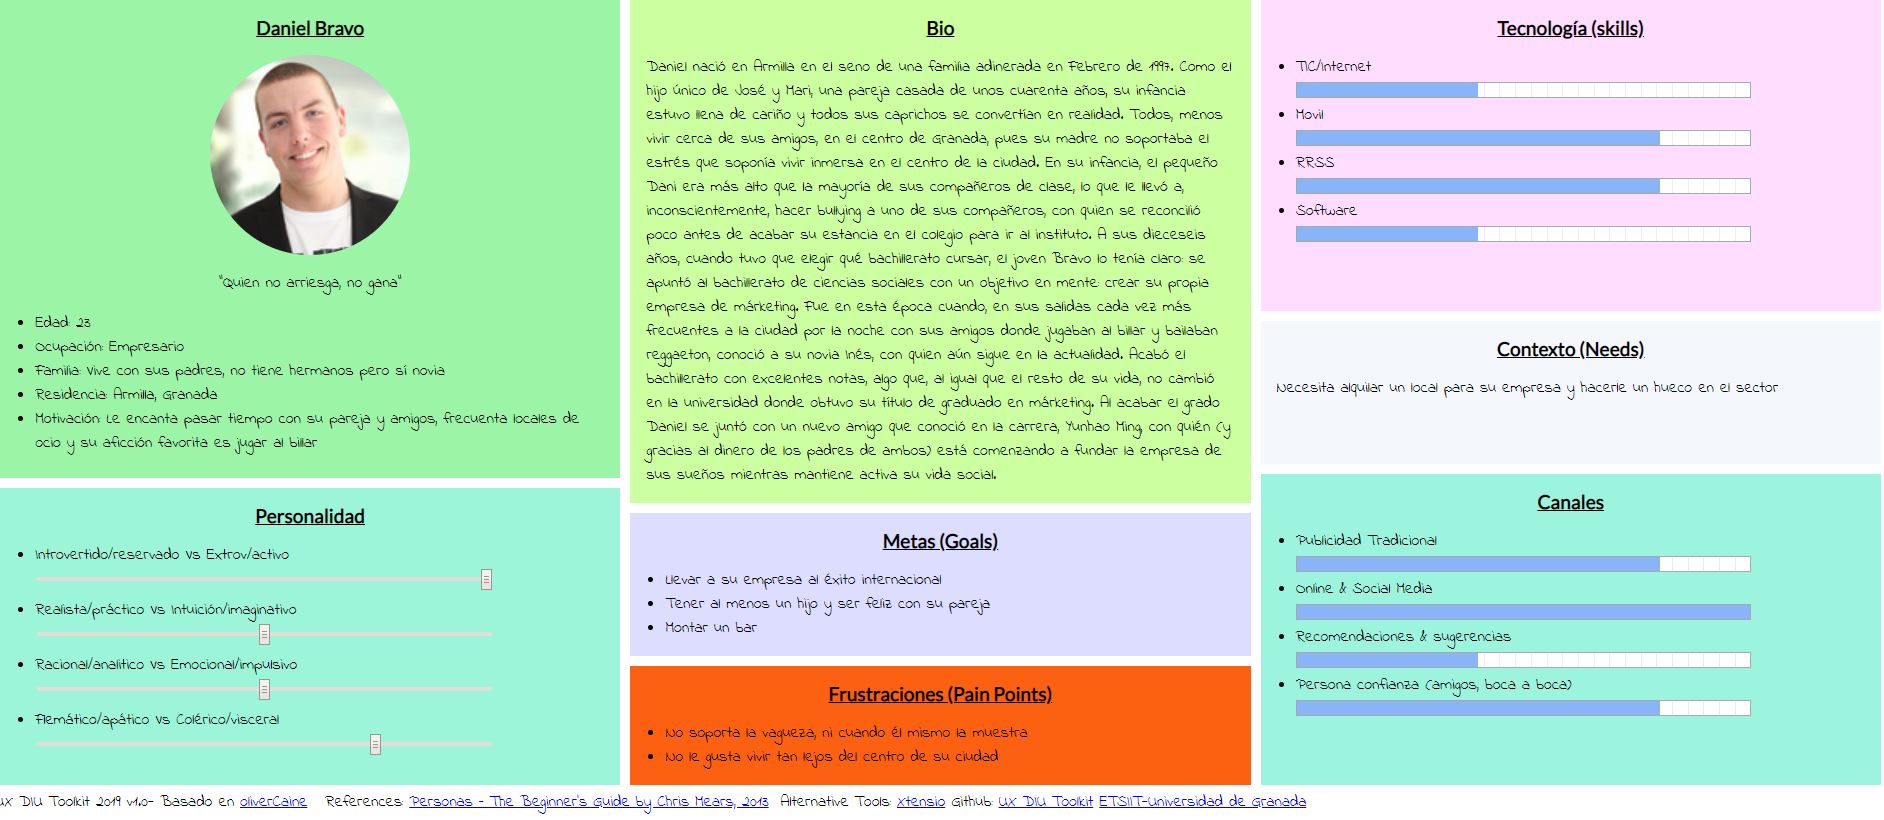 Daniel Bravo
"Quien no arriesga, no gana"
Edad: 23
Ocupación: Empresario
Familia: Vive con sus padres, no tiene hermanos pero sí novia
Residencia: Armilla, Granada
Motivación: Le encanta pasar tiempo con su pareja y amigos, frecuenta locales de
ocio y su aficción favorita es jugar al billar
Personalidad
Introvertido/reservado Vs Extrov/activo
Realista/práctico Vs Intuición/imaginativo
Racional/analitico Vs Emocional/impulsivo
Flemático/apático Vs Colérico/visceral
Bio
Daniel nació en Armilla en el seno de una familia adinerada en Febrero de 1997. Como el
hijo único de José y Mari, una pareja casada de unos cuarenta años, su infancia
estuvo llena de cariño y todos sus caprichos se convertían en realidad. Todos, menos
vivir cerca de sus amigos, en el centro de Granada, pues su madre no soportaba el
estrés que soponía vivir inmersa en el centro de la ciudad. En su infancia, el pequeño
Dani era más alto que la mayoría de sus compañeros de clase, lo que le llevó a,
inconscientemente, hacer bullying a uno de sus compañeros, con quien se reconcilió
poco antes de acabar su estancia en el colegio para ir al instituto. A sus dieceseis
años, cuando tuvo que elegir qué bachillerato cursar, el joven Bravo lo tenía claro: se
apuntó al bachillerato de ciencias sociales con un objetivo en mente: crear su propia
empresa de márketing. Fue en esta época cuando, en sus salidas cada vez más
frecuentes a la ciudad por la noche con sus amigos donde jugaban al billar y bailaban
reggaeton, conoció a su novia Inés, con quien aún sigue en la actualidad. Acabó el
bachillerato con excelentes notas, algo que, al igual que el resto de su vida, no cambió
en la universidad donde obtuvo su título de graduado en márketing. Al acabar el grado
Daniel se juntó con un nuevo amigo que conoció en la carrera, Yunhao Ming, con quién (y
gracias al dinero de los padres de ambos) está comenzando a fundar la empresa de
sus sueños mientras mantiene activa su vida social.
Metas (Goals)
Llevar a su empresa al éxito internacional
Tener al menos un hijo y ser feliz con su pareja
Montar un bar
Frustraciones (Pain Points)
No soporta la vagueza, ni cuando él mismo la muestra
No le gusta vivir tan lejos del centro de su ciudad
Tecnología (skills)
TIC/Internet
Movil
RRSS
Software
Contexto (Needs)
Necesita alquilar un local para su empresa y hacerle un hueco en el sector
Canales
Publicidad Tradicional
Online & Social Media
Recomendaciones & sugerencias
Persona confianza (amigos, boca a boca)
UX DIU Toolkit 2019 v1.0- Basado en oliverCaine References: Personas - The Beginner's Guide by Chris Mears, 2013 Alternative Tools: Xtensio Github: UX DIU Toolkit ETSIIT-Universidad de Granada